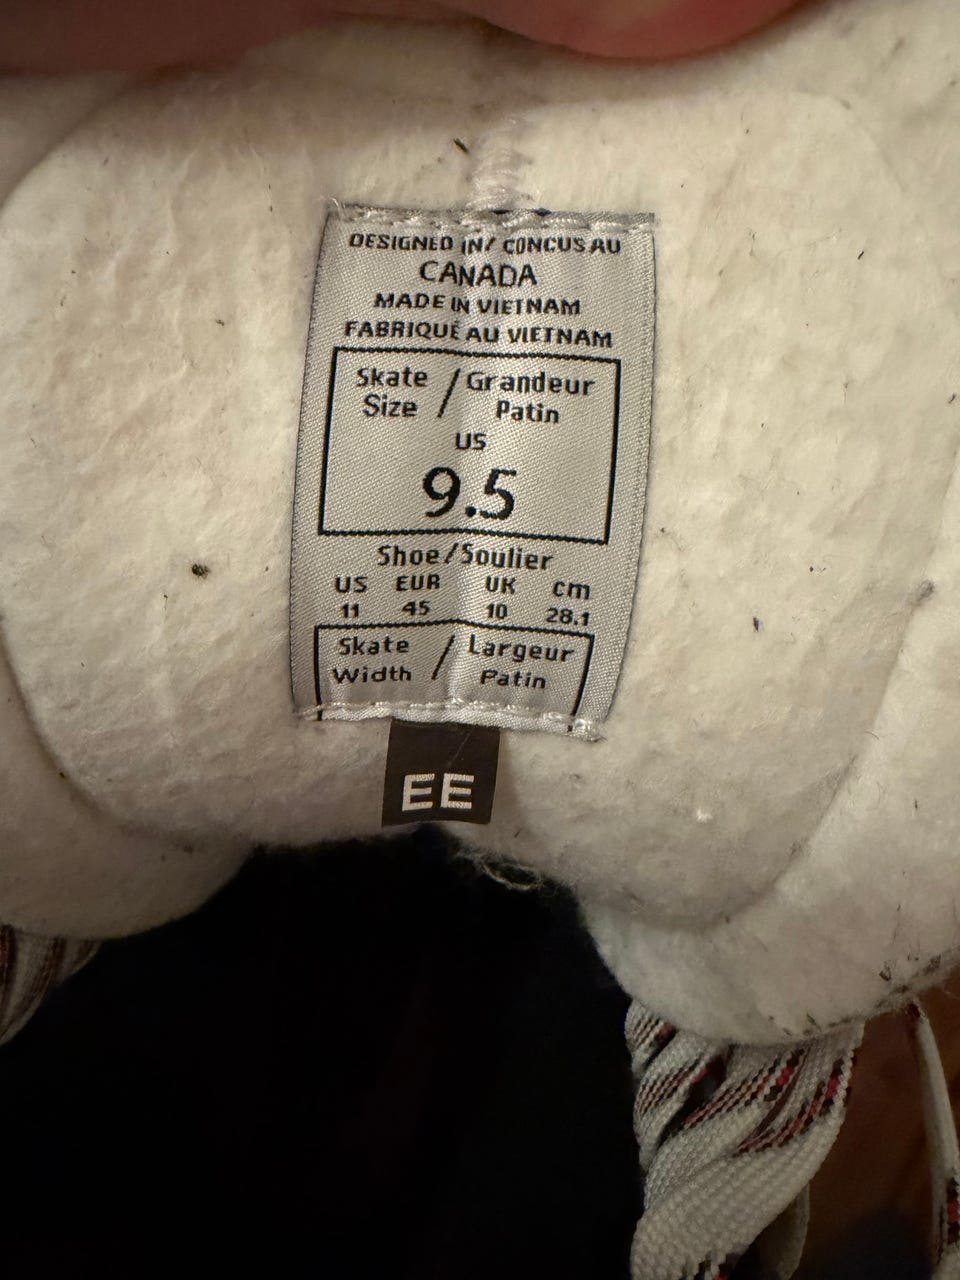 DESIGNED IN/ CONCUS AU
CANADA
MADE IN VIETNAM
FABRIQUÉ AU VIETNAM
Skate / Grandeur
Size Patin
US
9.5
Shoe/Soulier
US EUR UK cm
11 45 10 28.1
Skate / Largeur
Width Patin
EE